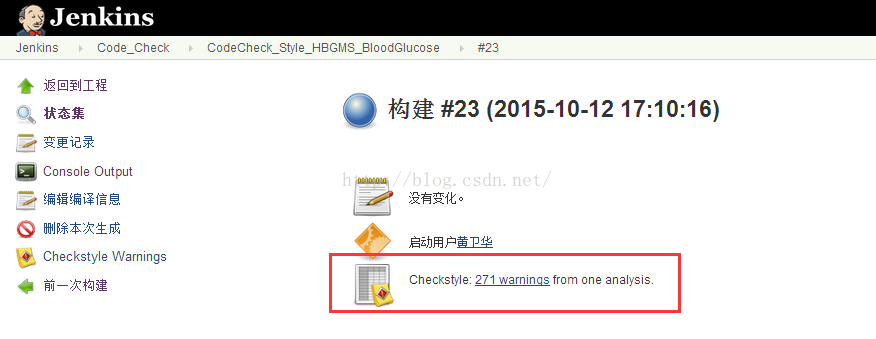 Jenkins
Jenkins Code_Check CodeCheck_Style_HBGMS_BloodGlucose #23
返回到工程
状态集
变更记录
Console Output
编辑编译信息
删除本次生成
Checkstyle Warnings
前一次构建
构建 #23 (2015-10-12 17:10:16)
http://blog.csdn.net/
没有变化。
启动用户黄卫华
Checkstyle: 271 warnings from one analysis.